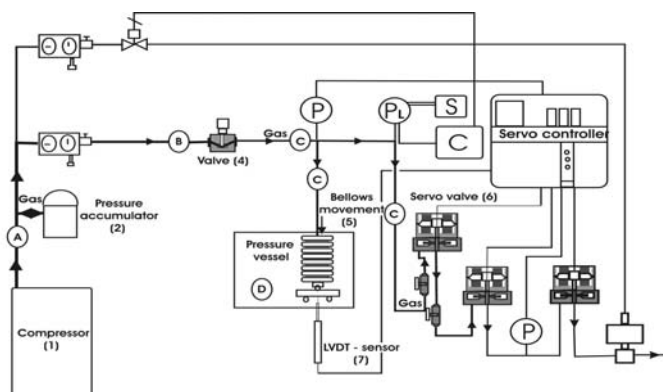 P
PL
S
C
Servo controller
B
Gas
C
Valve (4)
C
Servo valve (6)
Gas
Pressure
accumulator
(2)
Bellows
movement
(5)
C
A
Pressure
vessel
D
Gas
P
Compressor
(1)
LVDT - sensor
(7)